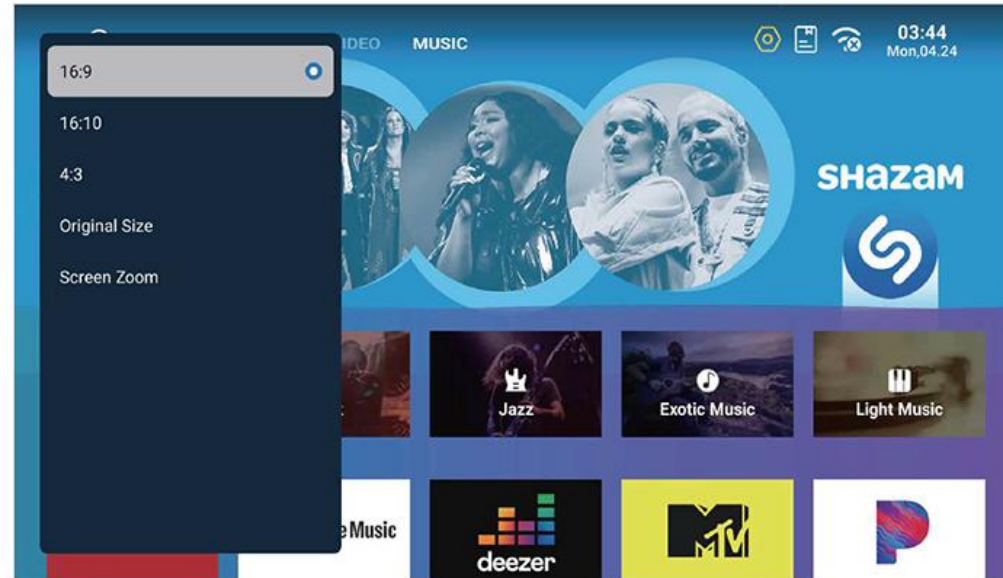 16:9
16:10
4:3
Original Size
Screen Zoom
MUSIC
03:44
Mon,04.24
SHAZAM
Jazz
Exotic Music
Light Music
Music
deezer
MTV